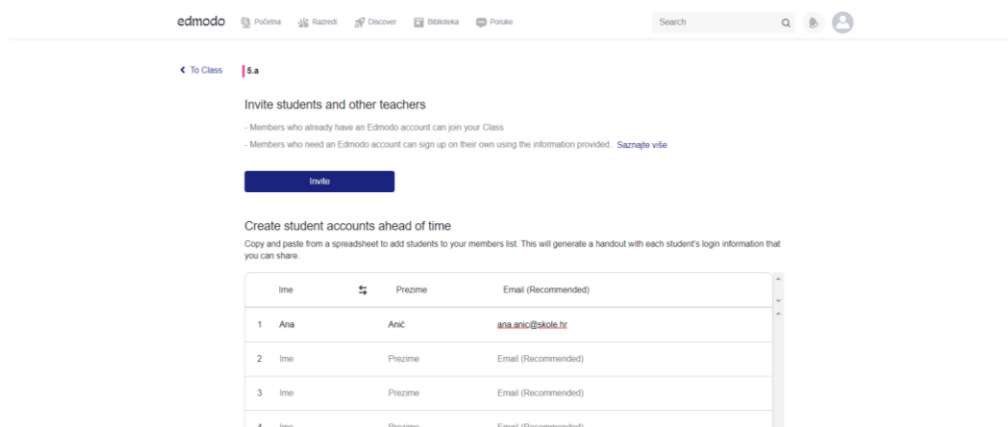 edmodo Početna Razredi Discover Biblioteka Poruke Search
To Class 5.a
Invite students and other teachers
- Members who already have an Edmodo account can join your Class
- Members who need an Edmodo account can sign up on their own using the information provided.. Saznajte više
Invite
Create student accounts ahead of time
Copy and paste from a spreadsheet to add students to your members list. This will generate a handout with each student's login information that
you can share.
Ime Prezime Email (Recommended)
1 Ana Anić ana.anic@skole.hr
2 Ime Prezime Email (Recommended)
3 Ime Prezime Email (Recommended)
4 Ime Prezime Email (Recommended)